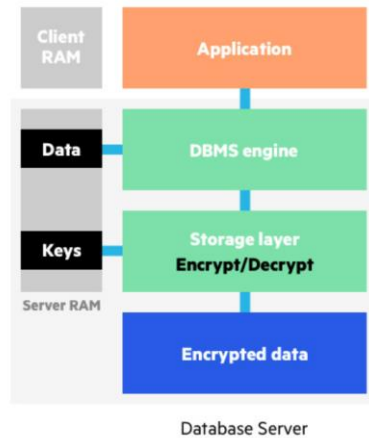 Client
RAM
Application
Data
DBMS engine
Keys
Storage layer
Encrypt/Decrypt
Server RAM
Encrypted data
Database Server